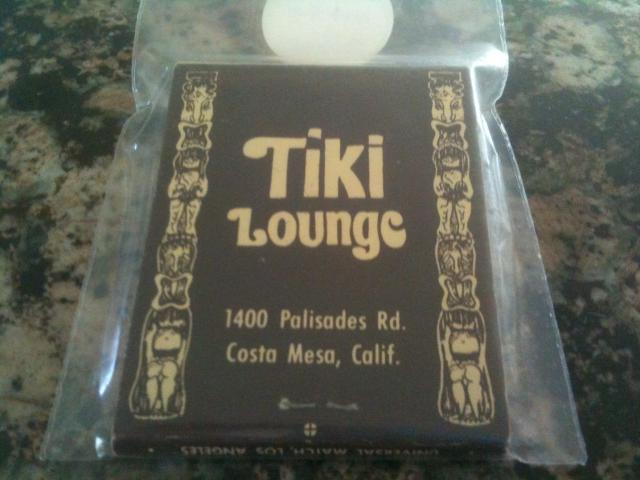 Tiki
Lounge
1400 Palisades Rd.
Costa Mesa, Calif.
UNIVERSAL MATCH, LOS ANGELES